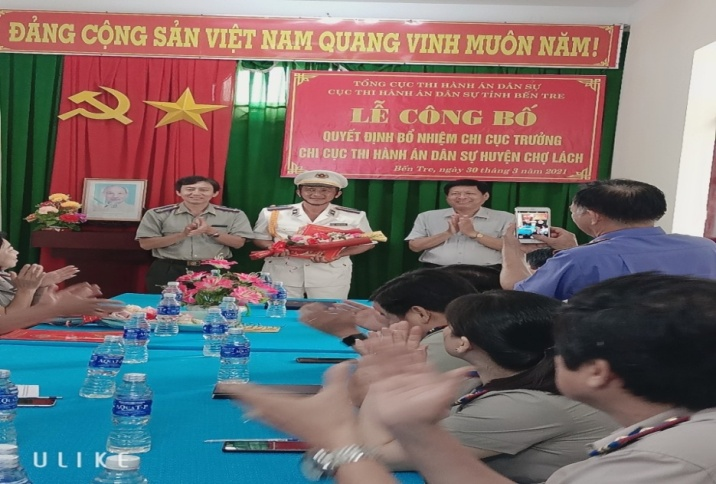 ĐẢNG CỘNG SẢN VIỆT NAM QUANG VINH MUÔN NĂM!
TỔNG CỤC THI HÀNH ÁN DÂN SỰ
CỤC THI HÀNH ÁN DÂN SỰ TỈNH BẾN TRE
LỄ CÔNG BỐ
QUYẾT ĐỊNH BỔ NHIỆM CHI CỤC TRƯỞNG
CHI CỤC THI HÀNH ÁN DÂN SỰ HUYỆN CHỢ LÁCH
Bến Tre, ngày 30 tháng 3 năm 2021
ULIKE